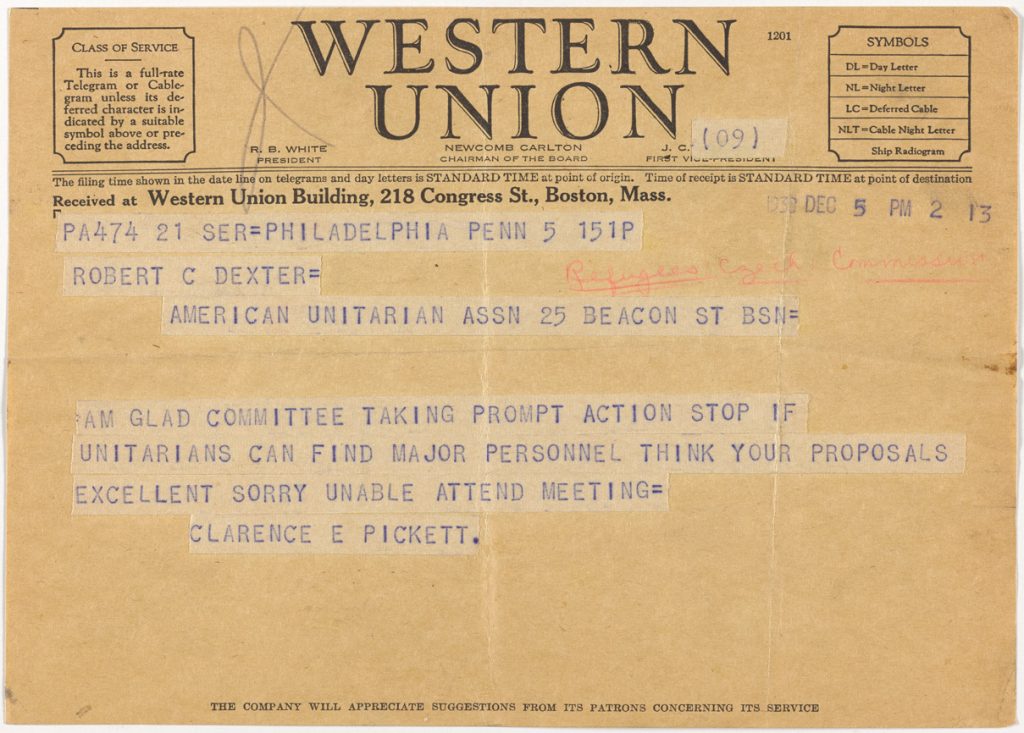 CLASS OF SERVICE
This is a full-rate
Telegram or Cable-
gram unless its de-
ferred character is in-
dicated by a suitable
symbol above or pre-
ceding the address.
WESTERN
UNION
1201
(09)
R. B. WHITE
PRESIDENT
NEWCOMB CARLTON
CHAIRMAN OF THE BOARD
J. C.
FIRST VICE-PRESIDENT
SYMBOLS
DL=Day Letter
NL=Night Letter
LC=Deferred Cable
NLT=Cable Night Letter
Ship Radiogram
The filing time shown in the date line on telegrams and day letters is STANDARD TIME at point of origin. Time of receipt is STANDARD TIME at point of destination
Received at Western Union Building, 218 Congress St., Boston, Mass.
1938 DEC 5 PM 2 13
PA474 21 SER=PHILADELPHIA PENN 5 151P
ROBERT C DEXTER=
Refugees Czech Commission
AMERICAN UNITARIAN ASSN 25 BEACON ST BSN=
AM GLAD COMMITTEE TAKING PROMPT ACTION STOP IF
UNITARIANS CAN FIND MAJOR PERSONNEL THINK YOUR PROPOSALS
EXCELLENT SORRY UNABLE ATTEND MEETING=
CLARENCE E PICKETT.
THE COMPANY WILL APPRECIATE SUGGESTIONS FROM ITS PATRONS CONCERNING ITS SERVICE